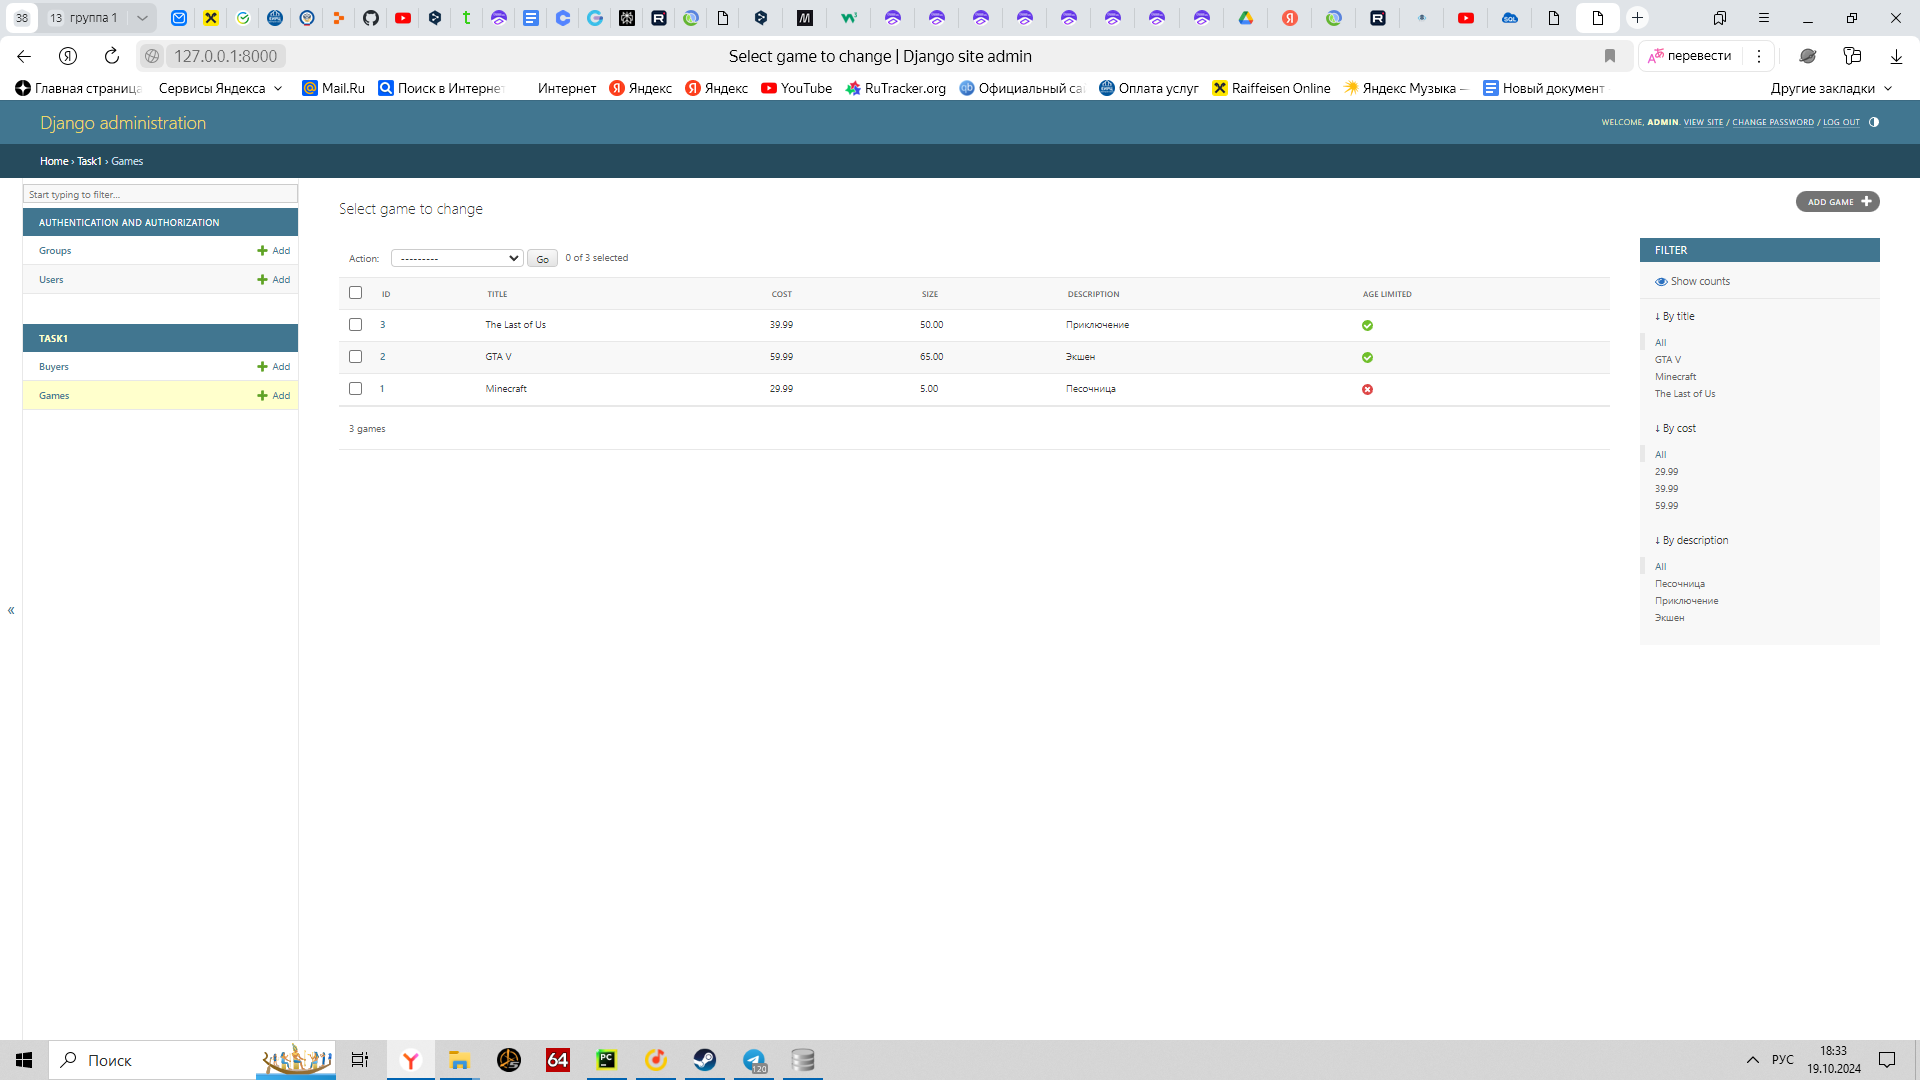 38 13 группа 1
127.0.0.1:8000 Select game to change | Django site admin перевести
Главная страница Сервисы Яндекса Mail.Ru Поиск в Интернет Интернет Яндекс Яндекс YouTube RuTracker.org Официальный са Оплата услуг Raiffeisen Online Яндекс Музыка — Новый документ Другие закладки
Django administration
WELCOME, ADMIN. VIEW SITE / CHANGE PASSWORD / LOG OUT
Home › Task1 › Games
Start typing to filter...
AUTHENTICATION AND AUTHORIZATION
Groups Add
Users Add
TASK1
Buyers Add
Games Add
«
Select game to change
ADD GAME
Action: --------- Go 0 of 3 selected
ID TITLE COST SIZE DESCRIPTION AGE LIMITED
3 The Last of Us 39.99 50.00 Приключение
2 GTA V 59.99 65.00 Экшен
1 Minecraft 29.99 5.00 Песочница
3 games
FILTER
Show counts
↓ By title
All
GTA V
Minecraft
The Last of Us
↓ By cost
All
29.99
39.99
59.99
↓ By description
All
Песочница
Приключение
Экшен
Поиск
64
PC
120
РУС
18:33
19.10.2024